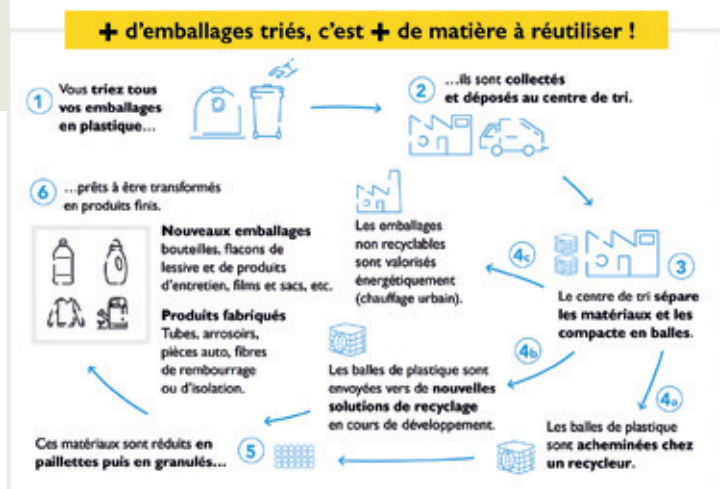 + d'emballages triés, c'est + de matière à réutiliser !
1
Vous triez tous
vos emballages
en plastique...
2
...ils sont collectés
et déposés au centre de tri.
3
Le centre de tri sépare
les matériaux et les
compacte en balles.
4a
Les balles de plastique
sont acheminées chez
un recycleur.
4b
Les balles de plastique sont
envoyées vers de nouvelles
solutions de recyclage
en cours de développement.
4c
Les emballages
non recyclables
sont valorisés
énergétiquement
(chauffage urbain).
5
Ces matériaux sont réduits en
paillettes puis en granulés...
6
...prêts à être transformés
en produits finis.
Nouveaux emballages
bouteilles, flacons de
lessive et de produits
d'entretien, films et sacs, etc.
Produits fabriqués
Tubes, arrosoirs,
pièces auto, fibres
de rembourrage
ou d'isolation.